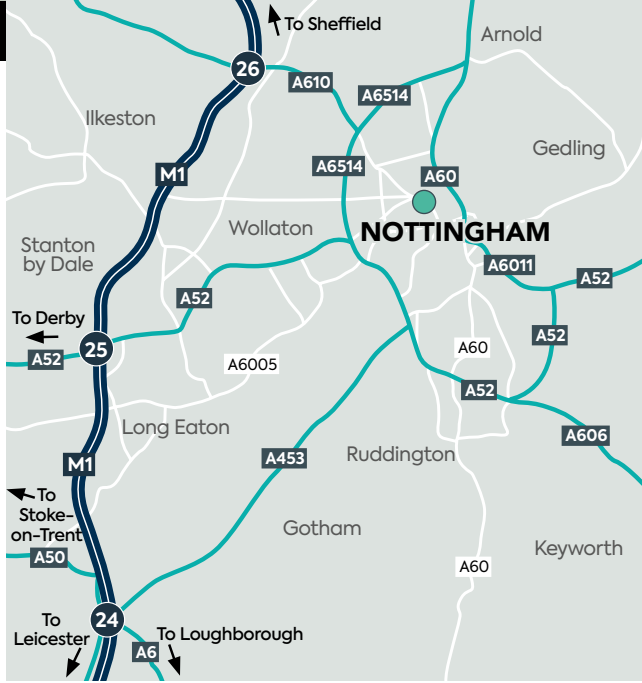 To Sheffield
Arnold
26
A610
A6514
Ilkeston
Gedling
A6514
M1
A60
Wollaton
NOTTINGHAM
Stanton
by Dale
A6011
A52
A52
To Derby
A52
25
A52
A60
A6005
A52
Long Eaton
A606
M1
A453
Ruddington
To
Stoke-
on-Trent
Gotham
Keyworth
A50
A60
24
To
Leicester
To Loughborough
A6